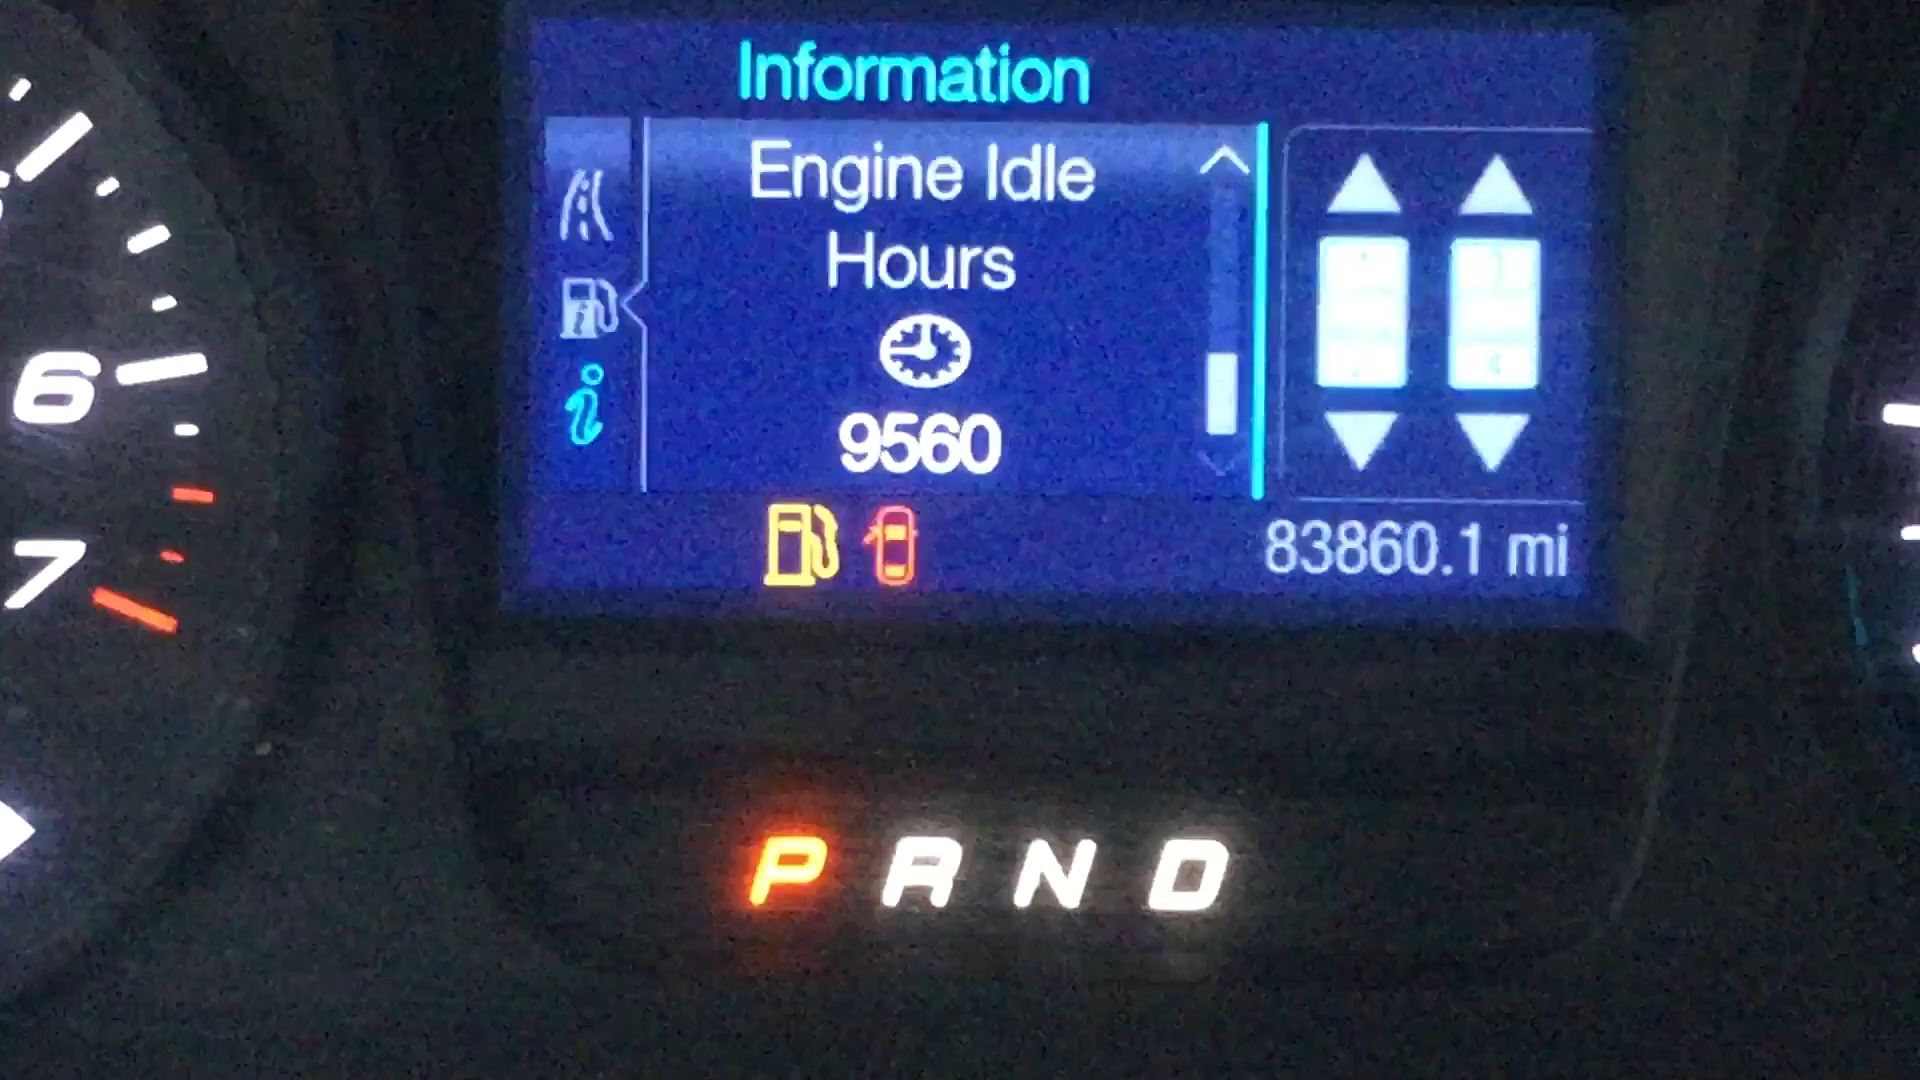 Information
Engine Idle
Hours
9560
83860.1 mi
6
7
P R N D